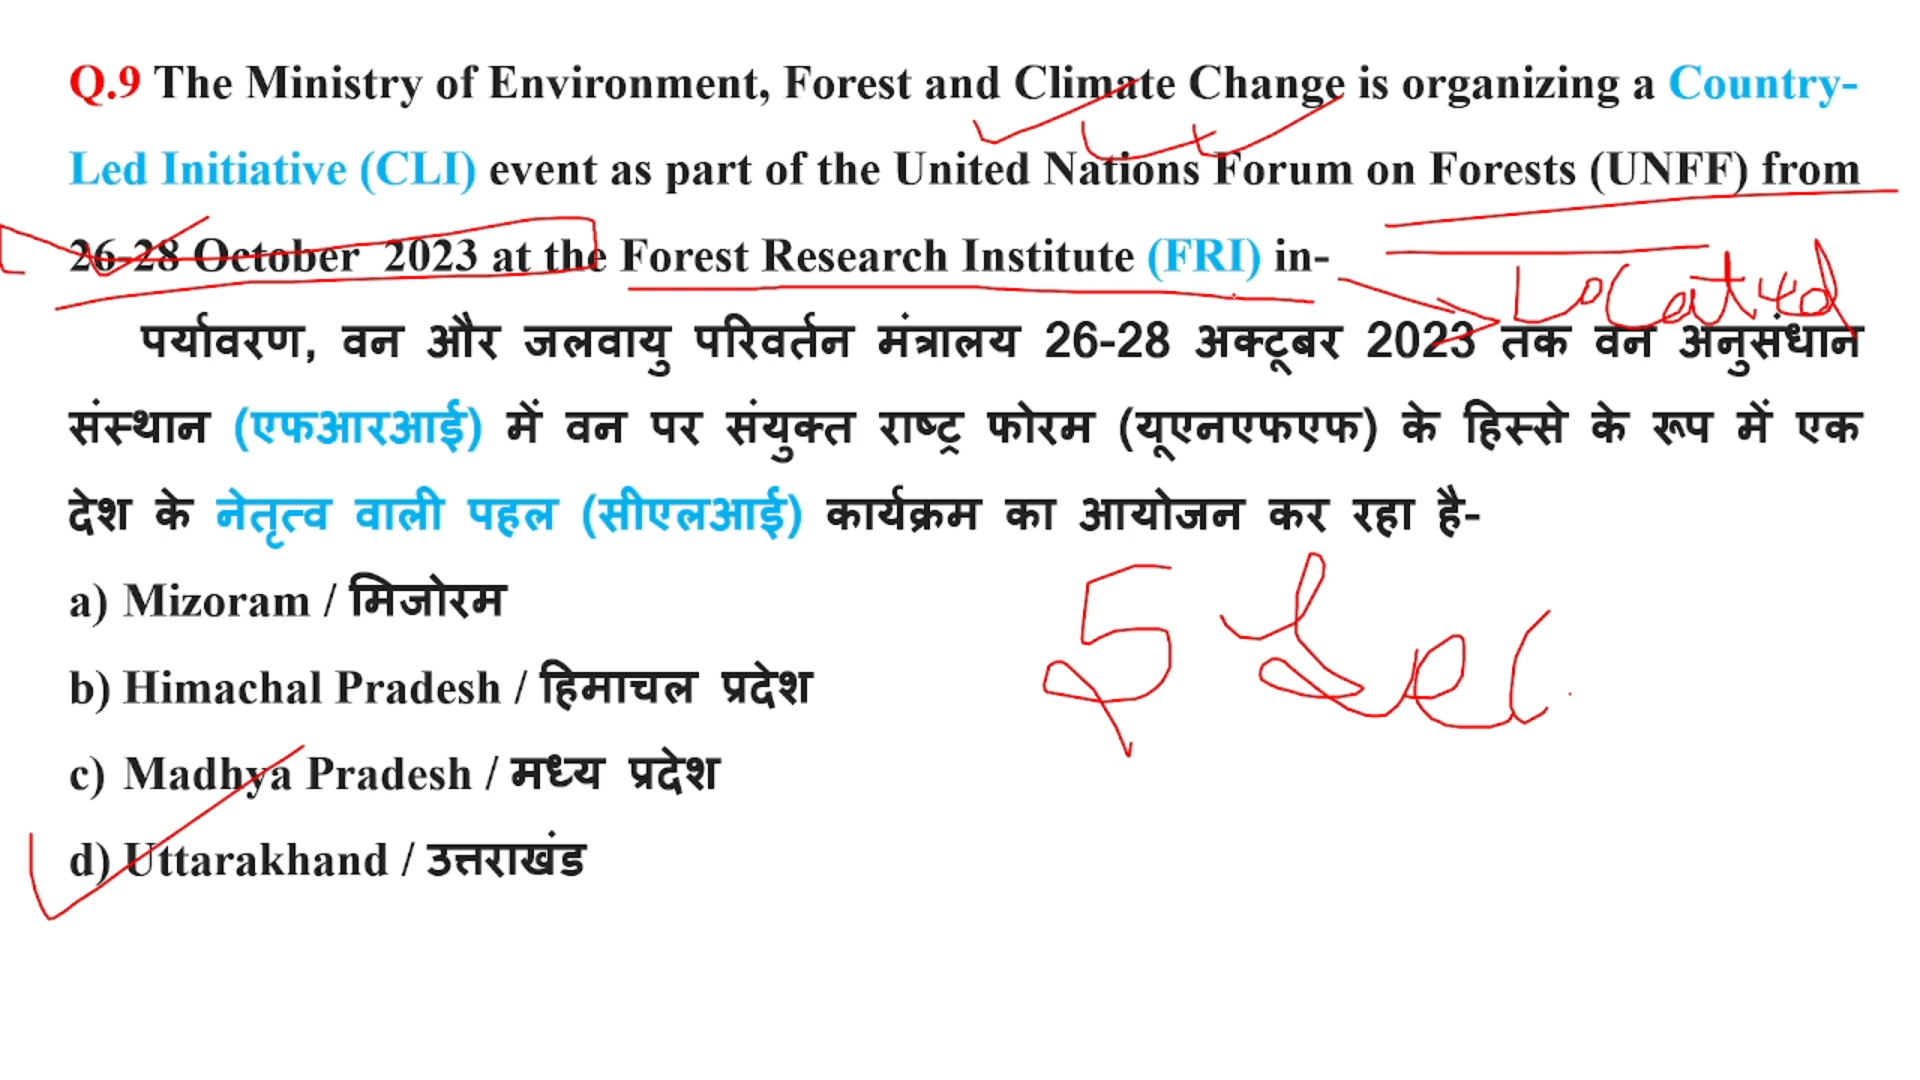 Q.9 The Ministry of Environment, Forest and Climate Change is organizing a Country-
Led Initiative (CLI) event as part of the United Nations Forum on Forests (UNFF) from
26-28 October 2023 at the Forest Research Institute (FRI) in-
Located
पर्यावरण, वन और जलवायु परिवर्तन मंत्रालय 26-28 अक्टूबर 2023 तक वन अनुसंधान
संस्थान (एफआरआई) में वन पर संयुक्त राष्ट्र फोरम (यूएनएफएफ) के हिस्से के रूप में एक
देश के नेतृत्व वाली पहल (सीएलआई) कार्यक्रम का आयोजन कर रहा है-
a) Mizoram / मिजोरम
5 Sec
b) Himachal Pradesh / हिमाचल प्रदेश
c) Madhya Pradesh / मध्य प्रदेश
d) Uttarakhand / उत्तराखंड